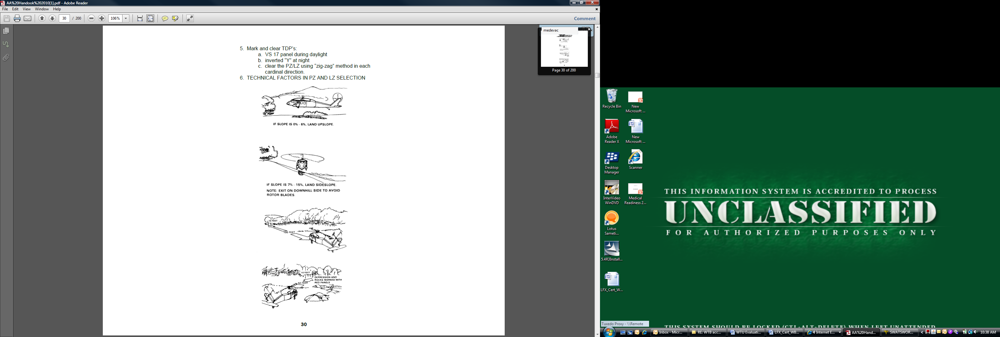 AA%20Handook%202010[1].pdf - Adobe Reader
File Edit View Window Help
30 / 200 106% Comment
medevac
Page 30 of 200
5. Mark and clear TDP's:
a. VS 17 panel during daylight
b. inverted “Y” at night
c. clear the PZ/LZ using “zig-zag” method in each
cardinal direction.
6. TECHNICAL FACTORS IN PZ AND LZ SELECTION
IF SLOPE IS 0% - 6%, LAND UPSLOPE.
IF SLOPE IS 7% - 15%, LAND SIDESLOPE.
NOTE: EXIT ON DOWNHILL SIDE TO AVOID
ROTOR BLADES.
10 FEET
100 FEET
10 FEET
DEPRESSION AND
ROCKS MARKED WITH
RED PANELS
50 FEET
30
Recycle Bin
New
Microsoft ...
Adobe
Reader X
New
Microsoft ...
Desktop
Manager
Scanner
InterVideo
WinDVD
Medical
Readiness 2...
Lotus
Sameti...
5.4R3Install...
LFX_Cert_W...
THIS INFORMATION SYSTEM IS ACCREDITED TO PROCESS
UNCLASSIFIED
FOR AUTHORIZED PURPOSES ONLY
Tuxedo Proxy - \\Remote
THIS SYSTEM SHOULD BE LOCKED (CTL+ALT+DELETE) WHEN LEFT UNATTENDED
Inbox - Micr... RE: WTB acc... WTU Evaluati... LFX_Cert_WB... 4 Internet E... AA%20Hand... SWATSWOR... 10:38 AM